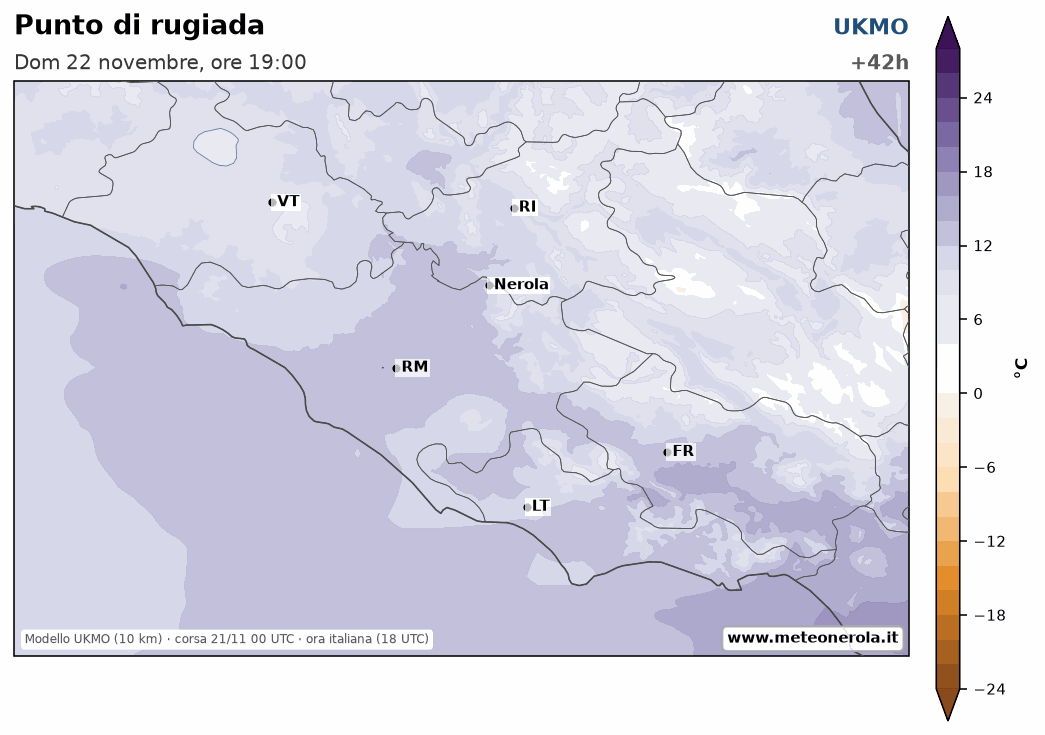 Punto di rugiada
UKMO
Dom 22 novembre, ore 19:00
+42h
24
18
12
6
0
−6
−12
−18
−24
°C
VT
RI
Nerola
RM
FR
LT
Modello UKMO (10 km) · corsa 21/11 00 UTC · ora italiana (18 UTC)
www.meteonerola.it